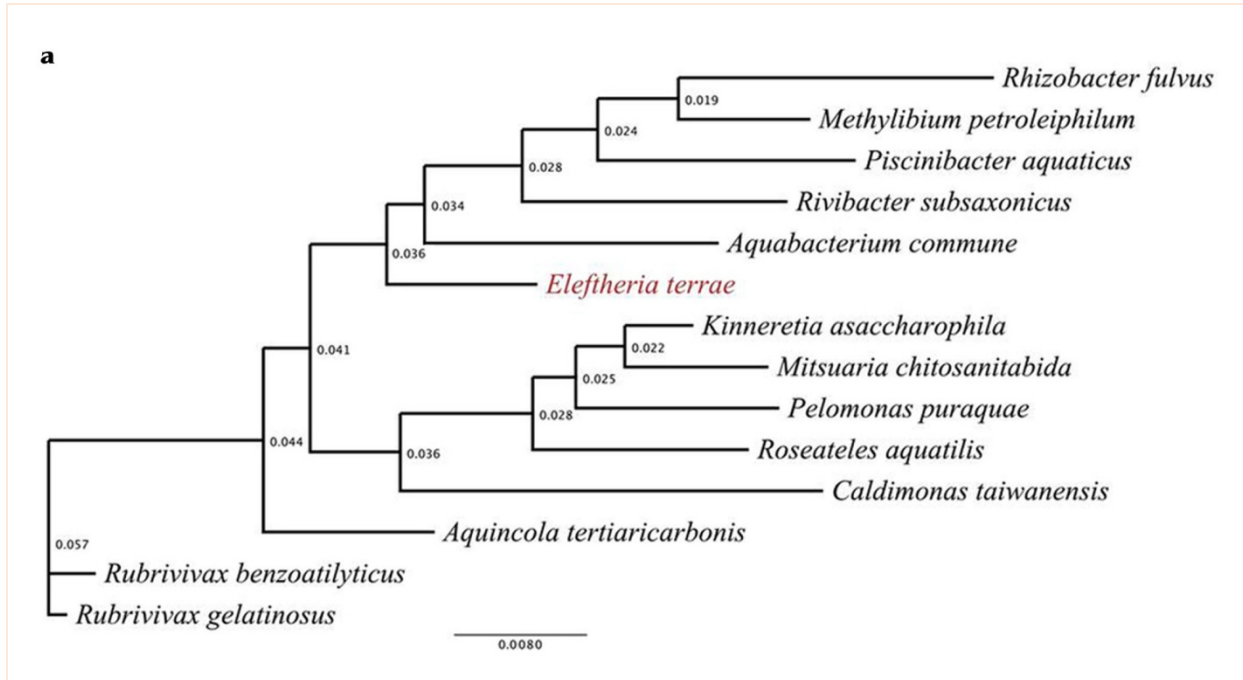 a
Rhizobacter fulvus
0.019
Methylibium petroleiphilum
0.024
Piscinibacter aquaticus
0.028
Rivibacter subsaxonicus
0.034
Aquabacterium commune
0.036
Eleftheria terrae
Kinneretia asaccharophila
0.022
0.041
Mitsuaria chitosanitabida
0.025
Pelomonas puraquae
0.028
0.044
Roseateles aquatilis
0.036
Caldimonas taiwanensis
Aquincola tertiaricarbonis
0.057
Rubrivivax benzoatilyticus
Rubrivivax gelatinosus
0.0080